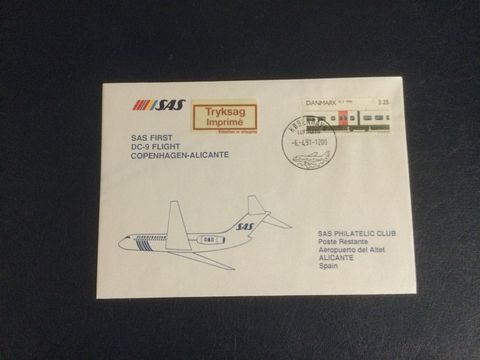 SAS
Tryksag
Imprimé
DANMARK
3.25
SAS FIRST
DC-9 FLIGHT
COPENHAGEN-ALICANTE
-6.-4.91.-1200
SAS
SAS PHILATELIC CLUB
Poste Restante
Aeropuerto del Altet
ALICANTE
Spain